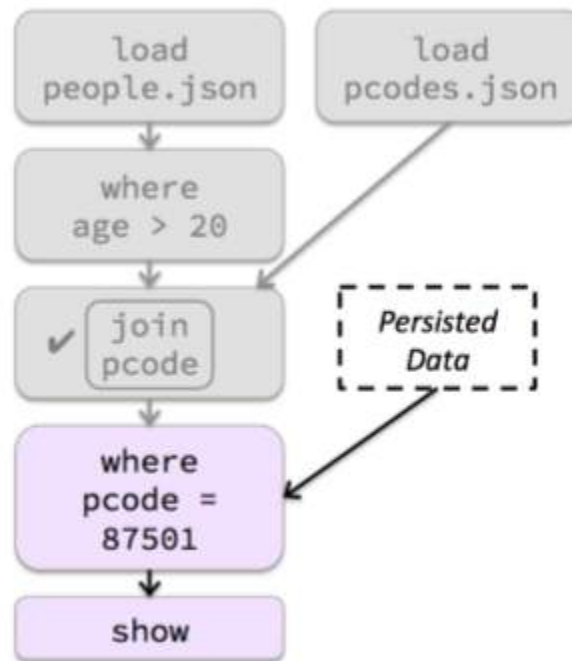 load
people.json
load
pcodes.json
where
age > 20
✔ join
pcode
Persisted
Data
where
pcode =
87501
show